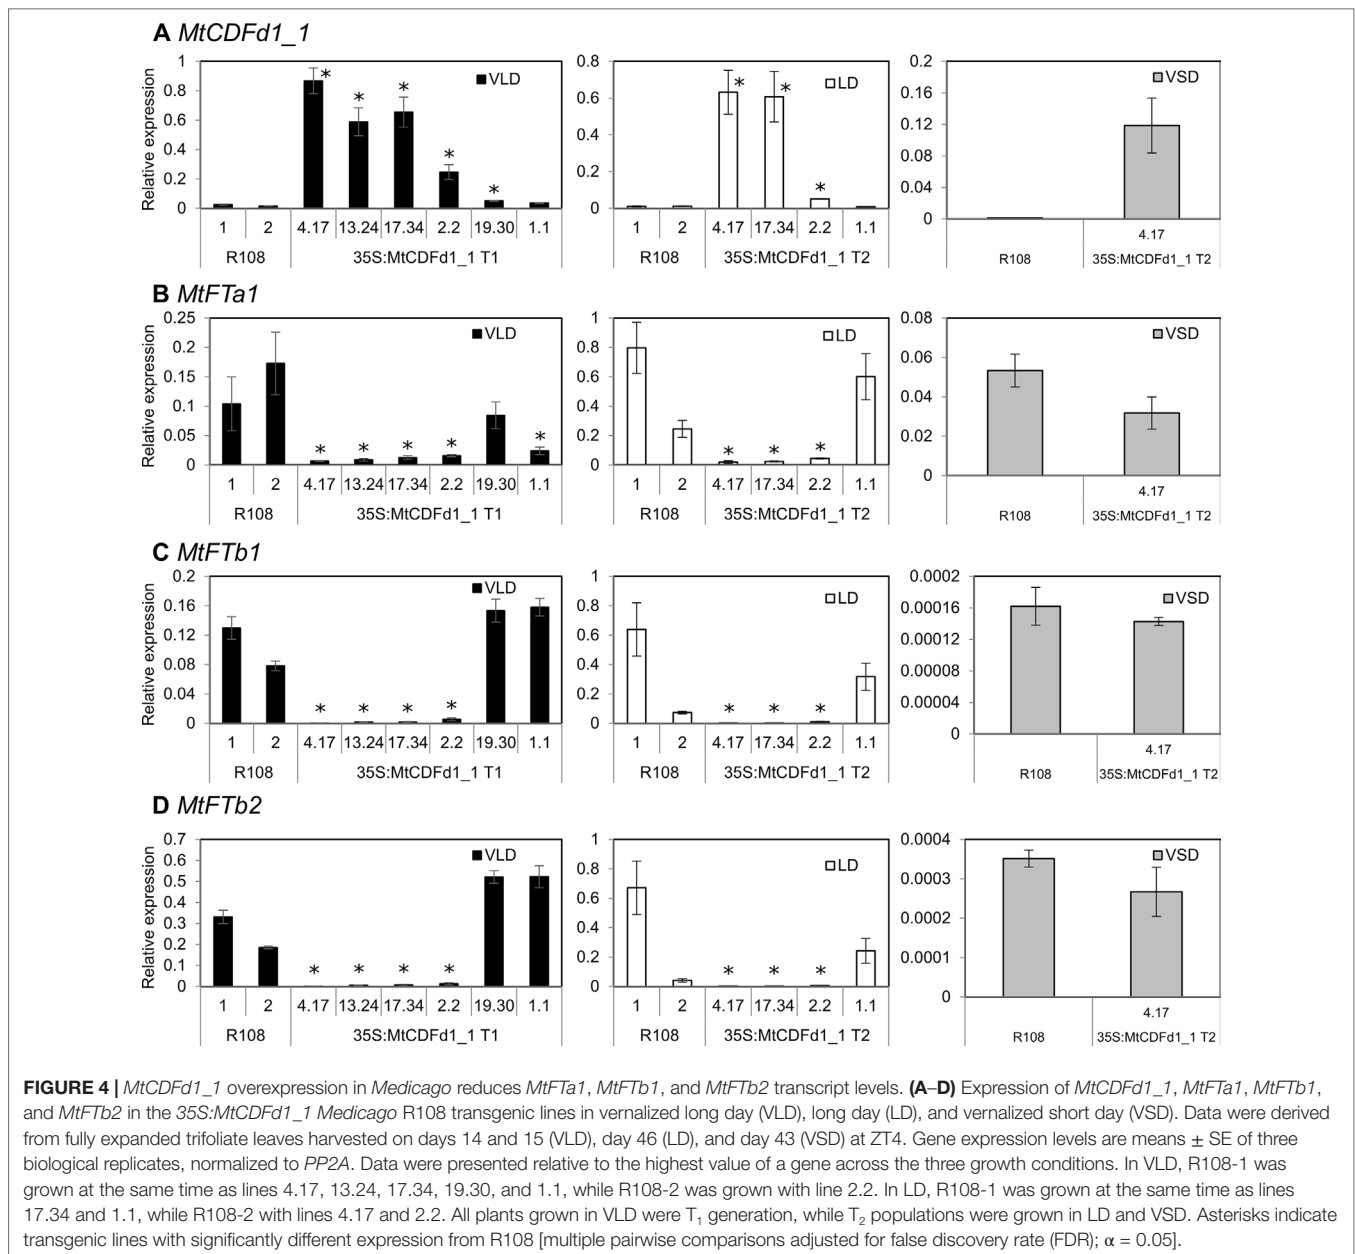 A MtCDFd1_1
Relative expression
1
0.8
0.6
0.4
0.2
0
VLD
* * * * *
1 2 4.17 13.24 17.34 2.2 19.30 1.1
R108 35S:MtCDFd1_1 T1
0.8
0.6
0.4
0.2
0
LD
* * *
1 2 4.17 17.34 2.2 1.1
R108 35S:MtCDFd1_1 T2
0.2
0.16
0.12
0.08
0.04
0
VSD
4.17
R108 35S:MtCDFd1_1 T2
B MtFTa1
Relative expression
0.25
0.2
0.15
0.1
0.05
0
VLD
* * * * *
1 2 4.17 13.24 17.34 2.2 19.30 1.1
R108 35S:MtCDFd1_1 T1
1
0.8
0.6
0.4
0.2
0
LD
* * *
1 2 4.17 17.34 2.2 1.1
R108 35S:MtCDFd1_1 T2
0.08
0.06
0.04
0.02
0
VSD
4.17
R108 35S:MtCDFd1_1 T2
C MtFTb1
Relative expression
0.2
0.16
0.12
0.08
0.04
0
VLD
* * * *
1 2 4.17 13.24 17.34 2.2 19.30 1.1
R108 35S:MtCDFd1_1 T1
1
0.8
0.6
0.4
0.2
0
LD
* * *
1 2 4.17 17.34 2.2 1.1
R108 35S:MtCDFd1_1 T2
0.0002
0.00016
0.00012
0.00008
0.00004
0
VSD
4.17
R108 35S:MtCDFd1_1 T2
D MtFTb2
Relative expression
0.7
0.6
0.5
0.4
0.3
0.2
0.1
0
VLD
* * * *
1 2 4.17 13.24 17.34 2.2 19.30 1.1
R108 35S:MtCDFd1_1 T1
1
0.8
0.6
0.4
0.2
0
LD
* * *
1 2 4.17 17.34 2.2 1.1
R108 35S:MtCDFd1_1 T2
0.0004
0.0003
0.0002
0.0001
0
VSD
4.17
R108 35S:MtCDFd1_1 T2
FIGURE 4 | MtCDFd1_1 overexpression in Medicago reduces MtFTa1, MtFTb1, and MtFTb2 transcript levels. (A–D) Expression of MtCDFd1_1, MtFTa1, MtFTb1,
and MtFTb2 in the 35S:MtCDFd1_1 Medicago R108 transgenic lines in vernalized long day (VLD), long day (LD), and vernalized short day (VSD). Data were derived
from fully expanded trifoliate leaves harvested on days 14 and 15 (VLD), day 46 (LD), and day 43 (VSD) at ZT4. Gene expression levels are means ± SE of three
biological replicates, normalized to PP2A. Data were presented relative to the highest value of a gene across the three growth conditions. In VLD, R108-1 was
grown at the same time as lines 4.17, 13.24, 17.34, 19.30, and 1.1, while R108-2 was grown with line 2.2. In LD, R108-1 was grown at the same time as lines
17.34 and 1.1, while R108-2 with lines 4.17 and 2.2. All plants grown in VLD were T1 generation, while T2 populations were grown in LD and VSD. Asterisks indicate
transgenic lines with significantly different expression from R108 [multiple pairwise comparisons adjusted for false discovery rate (FDR); α = 0.05].